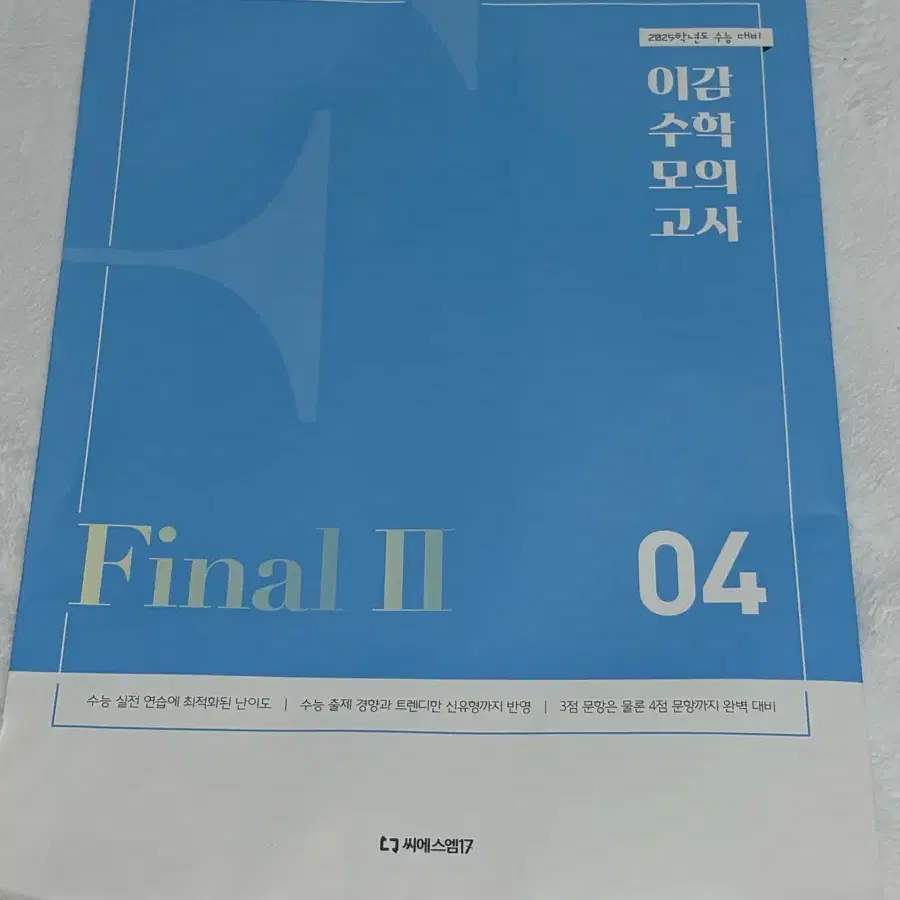 2025학년도 수능 대비
이감
수학
모의
고사
Final Ⅱ
04
수능 실전 연습에 최적화된 난이도 | 수능 출제 경향과 트렌디한 신유형까지 반영 | 3점 문항은 물론 4점 문항까지 완벽 대비
씨에스엠17